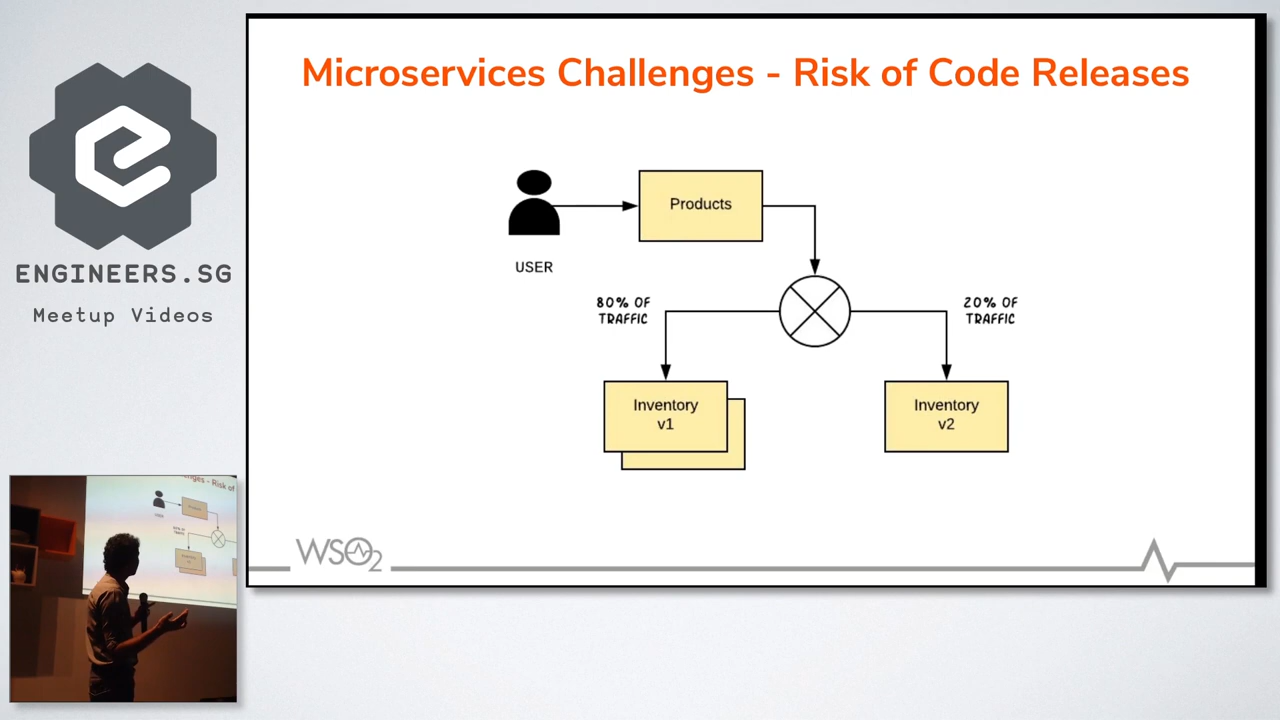 Microservices Challenges - Risk of Code Releases
ENGINEERS.SG
Meetup Videos
USER
Products
80% OF
TRAFFIC
20% OF
TRAFFIC
Inventory
v1
Inventory
v2
WSO2